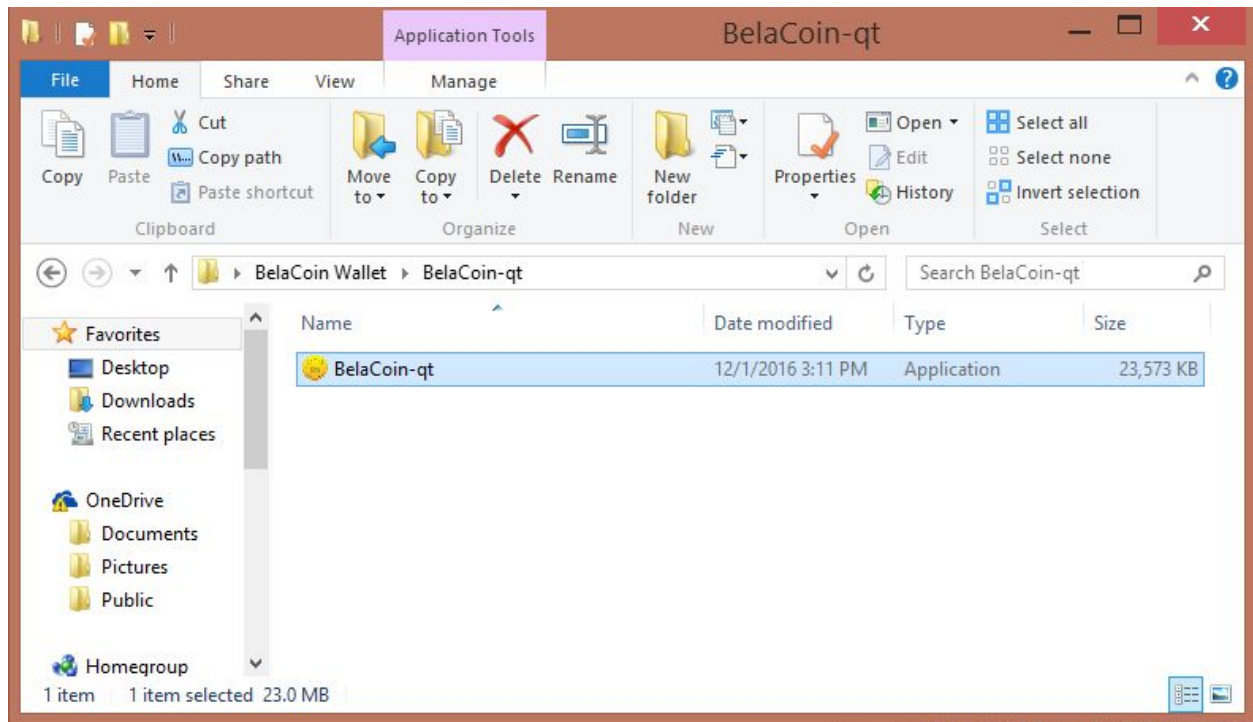 Application Tools BelaCoin-qt
File Home Share View Manage
Copy
Paste
Cut
Copy path
Paste shortcut
Clipboard
Move to
Copy to
Delete
Rename
Organize
New folder
New
Properties
Open
Edit
History
Open
Select all
Select none
Invert selection
Select
BelaCoin Wallet BelaCoin-qt
Search BelaCoin-qt
Favorites
Desktop
Downloads
Recent places
OneDrive
Documents
Pictures
Public
Homegroup
Name Date modified Type Size
BelaCoin-qt 12/1/2016 3:11 PM Application 23,573 KB
1 item 1 item selected 23.0 MB